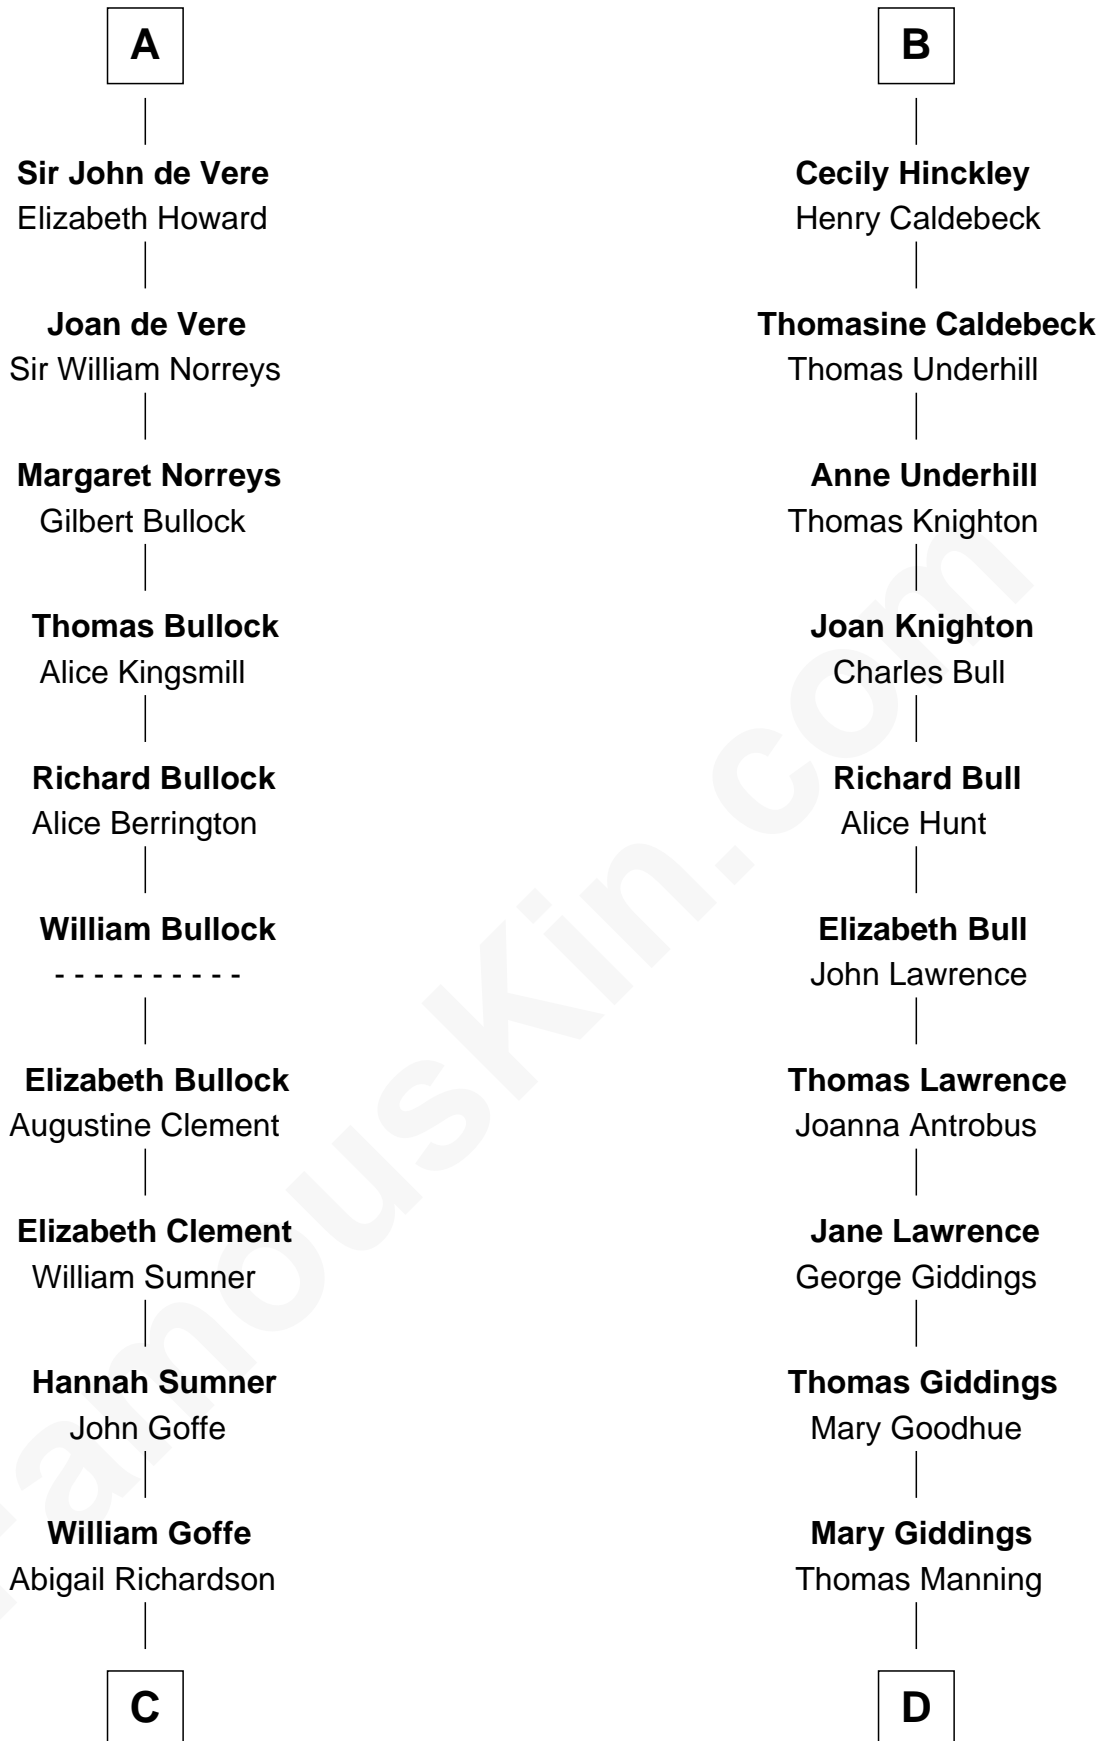 A
Sir John de Vere
Elizabeth Howard
Joan de Vere
Sir William Norreys
Margaret Norreys
Gilbert Bullock
Thomas Bullock
Alice Kingsmill
Richard Bullock
Alice Berrington
William Bullock
- - - - - - - - - -
Elizabeth Bullock
Augustine Clement
Elizabeth Clement
William Sumner
Hannah Sumner
John Goffe
William Goffe
Abigail Richardson
C
B
Cecily Hinckley
Henry Caldebeck
Thomasine Caldebeck
Thomas Underhill
Anne Underhill
Thomas Knighton
Joan Knighton
Charles Bull
Richard Bull
Alice Hunt
Elizabeth Bull
John Lawrence
Thomas Lawrence
Joanna Antrobus
Jane Lawrence
George Giddings
Thomas Giddings
Mary Goodhue
Mary Giddings
Thomas Manning
D
FamousKin.com